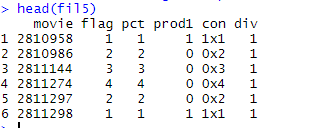 > head(fil5)
movie flag pct prod1 con div
1 2810958 1 1 1 1x1 1
2 2810986 2 2 0 0x2 1
3 2811144 3 3 0 0x3 1
4 2811274 4 4 0 0x4 1
5 2811297 2 2 0 0x2 1
6 2811298 1 1 1 1x1 1
>